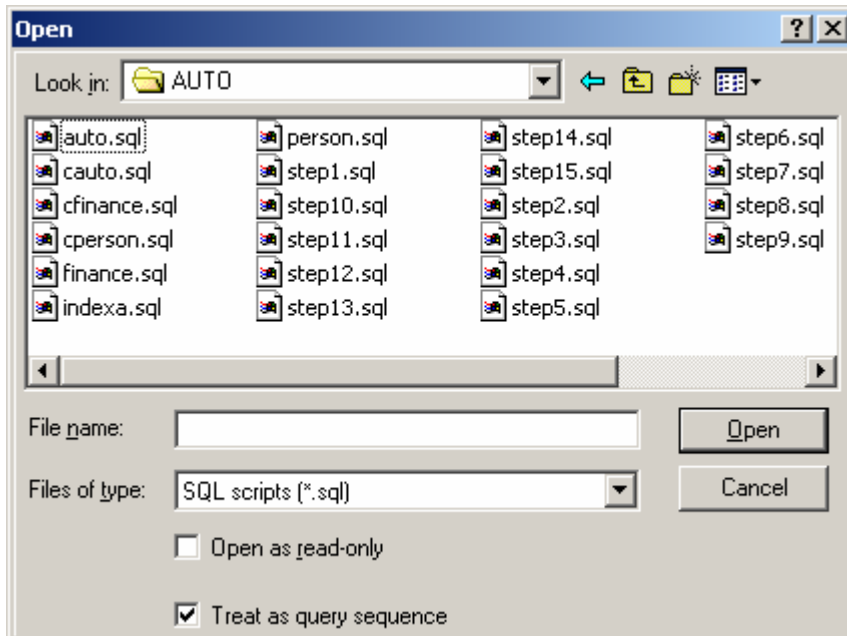 Open
Look in: AUTO
auto.sql
cauto.sql
cfinance.sql
cperson.sql
finance.sql
indexa.sql
person.sql
step1.sql
step10.sql
step11.sql
step12.sql
step13.sql
step14.sql
step15.sql
step2.sql
step3.sql
step4.sql
step5.sql
step6.sql
step7.sql
step8.sql
step9.sql
File name:
Open
Files of type: SQL scripts (*.sql)
Cancel
Open as read-only
Treat as query sequence